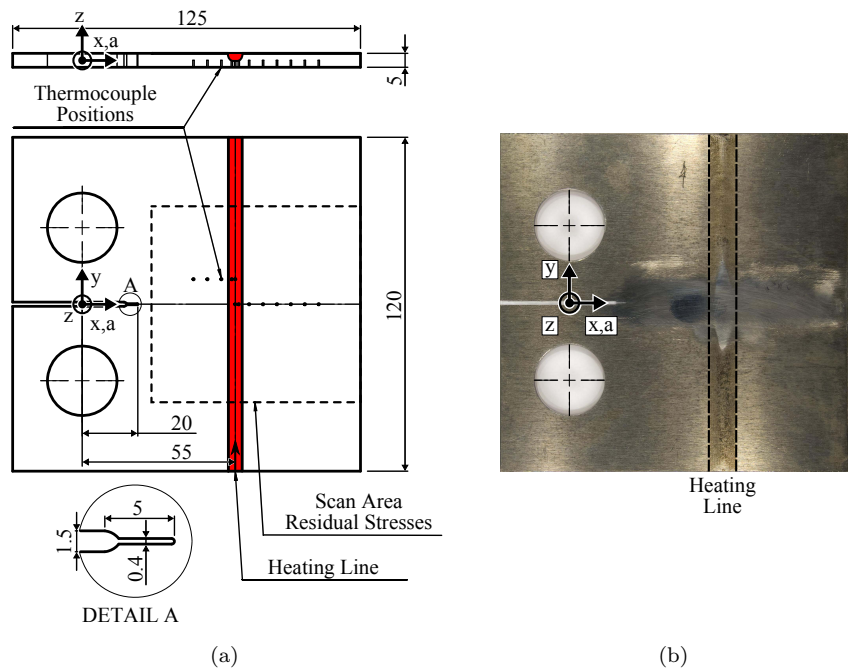 125
z
x,a
5
Thermocouple
Positions
y
A
z
x,a
120
20
55
Scan Area
Residual Stresses
5
1.5
0.4
Heating Line
DETAIL A
(a)
4
y
z
x,a
Heating
Line
(b)